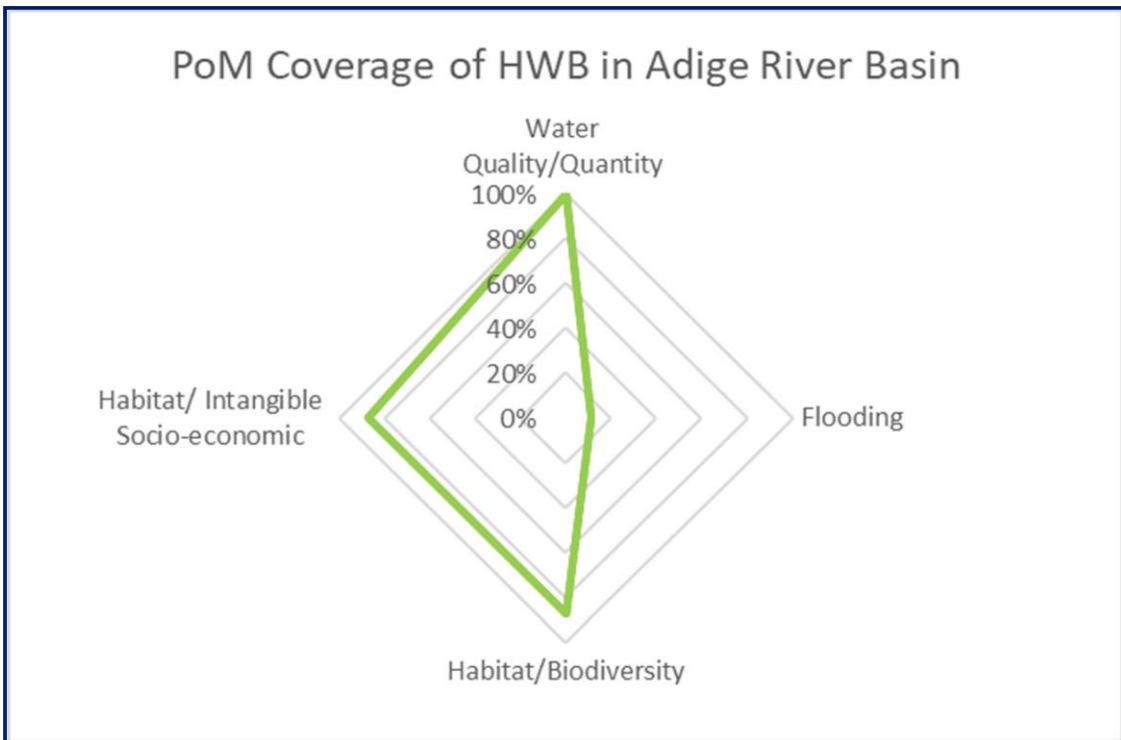 PoM Coverage of HWB in Adige River Basin
Water
Quality/Quantity
100%
80%
60%
40%
20%
0%
Habitat/ Intangible
Socio-economic
Flooding
Habitat/Biodiversity